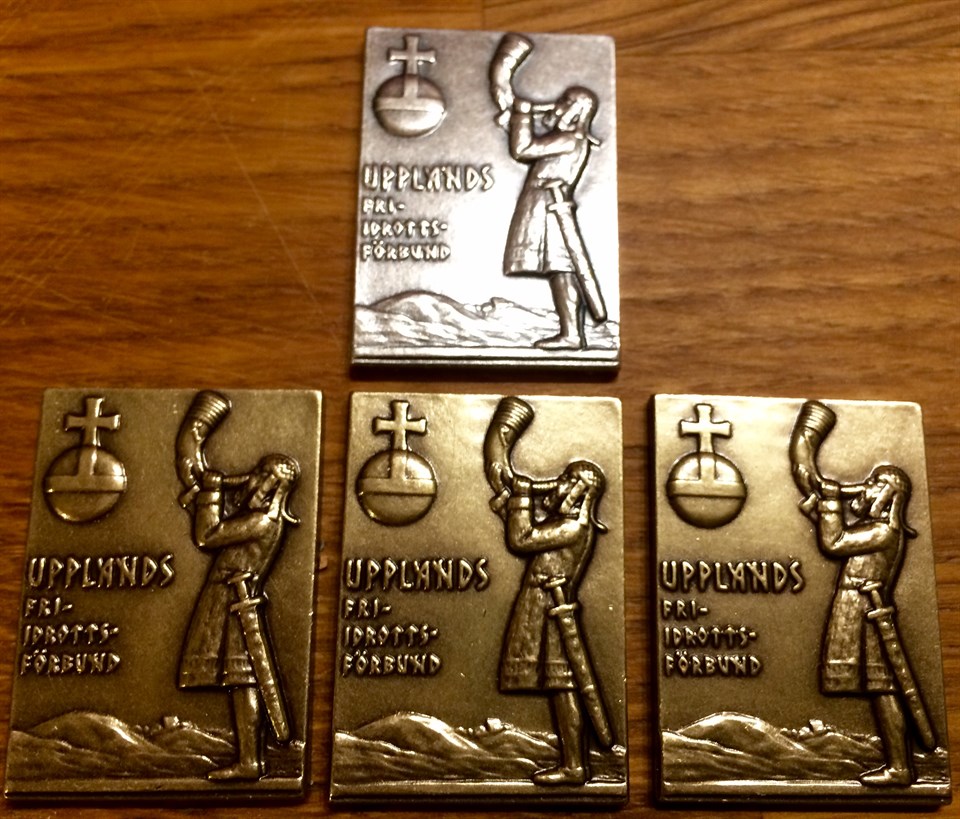 UPPLANDS
FRI-
IDROTTS-
FÖRBUND
UPPLANDS
FRI-
IDROTTS-
FÖRBUND
UPPLANDS
FRI-
IDROTTS-
FÖRBUND
UPPLANDS
FRI-
IDROTTS-
FÖRBUND